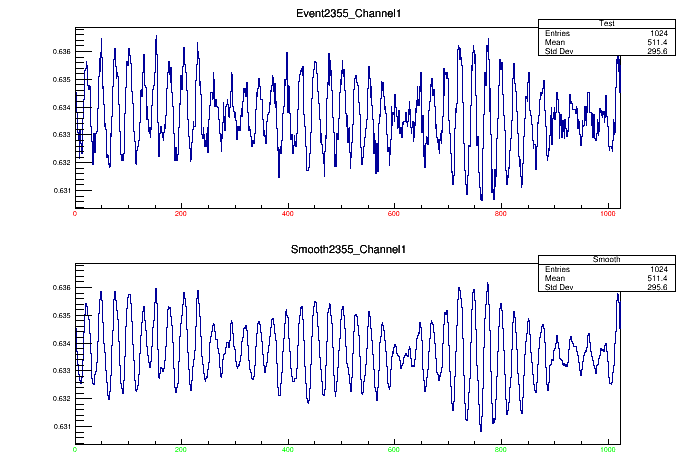 Event2355_Channel1
Test
Entries 1024
Mean 511.4
Std Dev 295.6
0.636
0.635
0.634
0.633
0.632
0.631
0 200 400 600 800 1000
Smooth2355_Channel1
Smooth
Entries 1024
Mean 511.4
Std Dev 295.6
0.636
0.635
0.634
0.633
0.632
0.631
0 200 400 600 800 1000